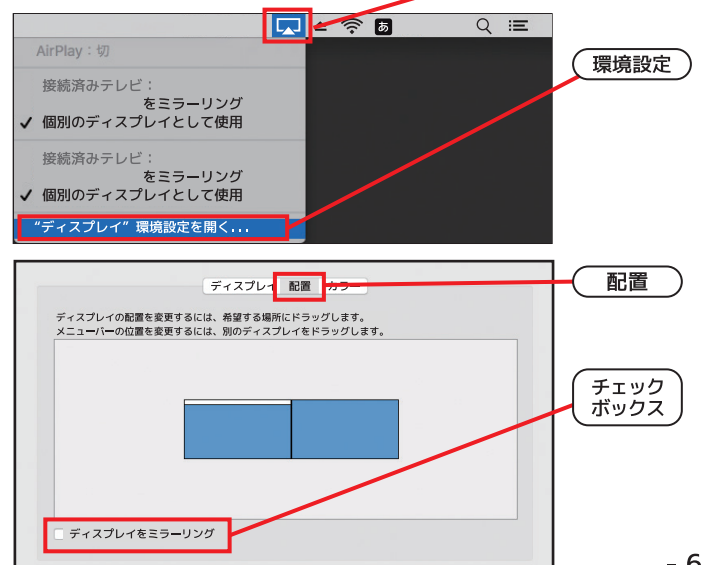 あ
AirPlay：切
環境設定
接続済みテレビ：
をミラーリング
✓ 個別のディスプレイとして使用
接続済みテレビ：
をミラーリング
✓ 個別のディスプレイとして使用
“ディスプレイ”環境設定を開く...
ディスプレイ 配置 カラー
配置
ディスプレイの配置を変更するには、希望する場所にドラッグします。
メニューバーの位置を変更するには、別のディスプレイをドラッグします。
チェック
ボックス
ディスプレイをミラーリング
- 6